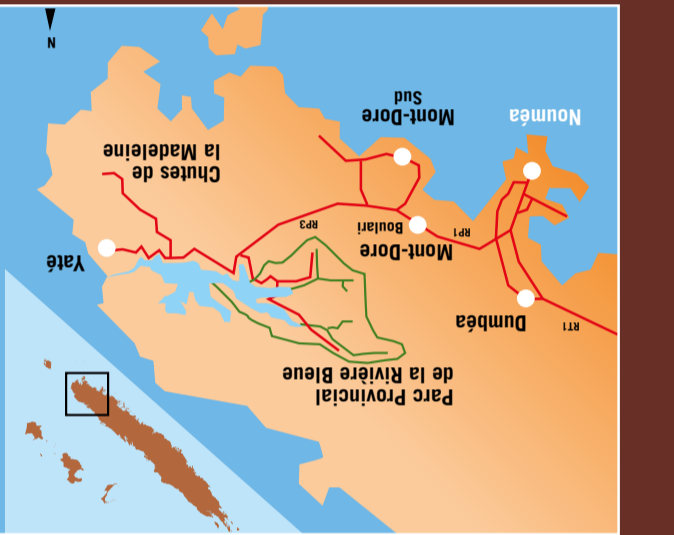 Parc Provincial
de la Rivière Bleue
RT1
Dumbéa
Yaté
Mont-Dore
Boulari
RP1
RP3
Chutes de
la Madeleine
Nouméa
Mont-Dore
Sud
N